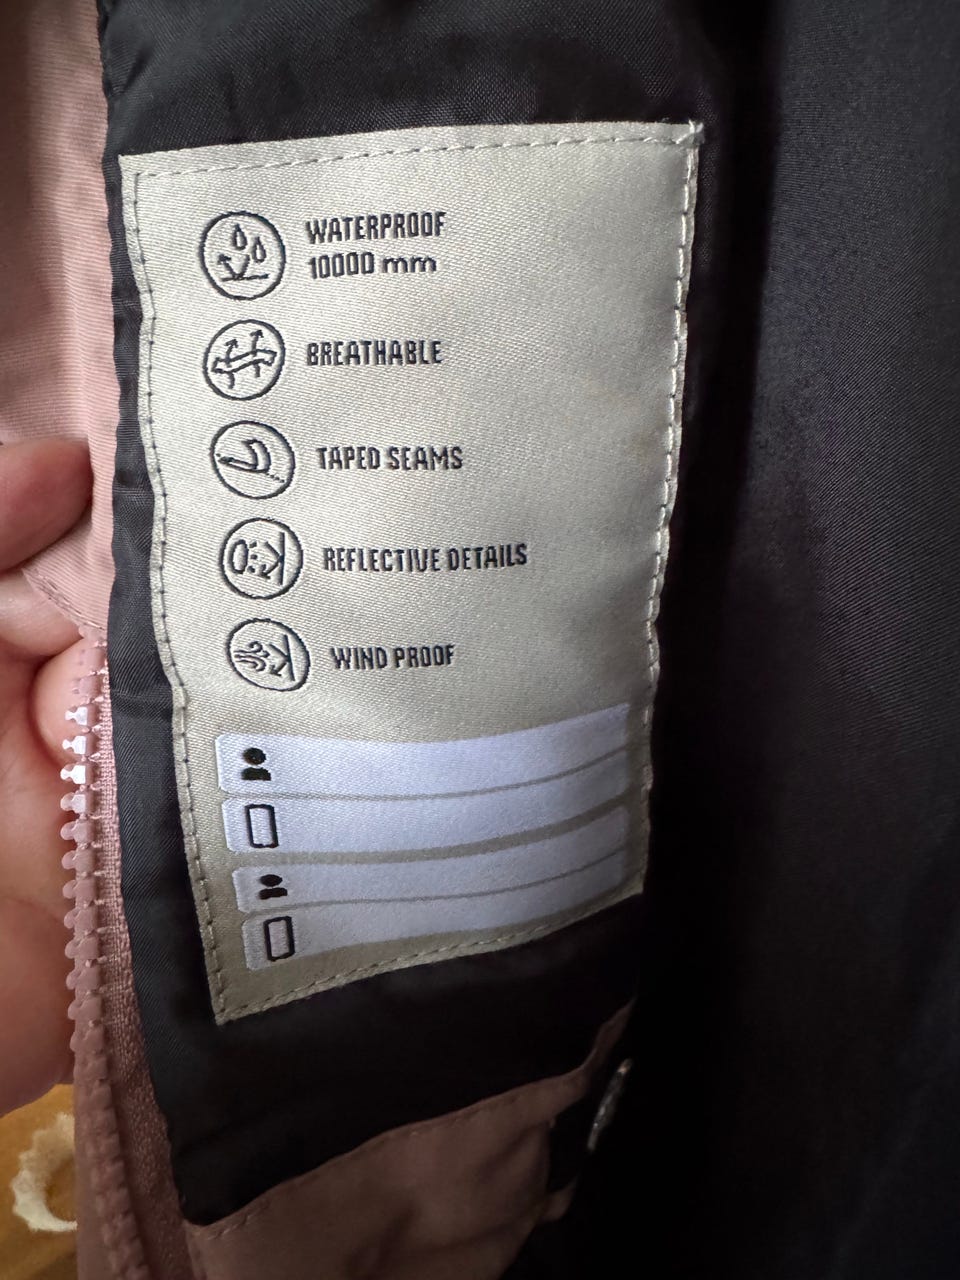 WATERPROOF
10000 mm
BREATHABLE
TAPED SEAMS
REFLECTIVE DETAILS
WIND PROOF